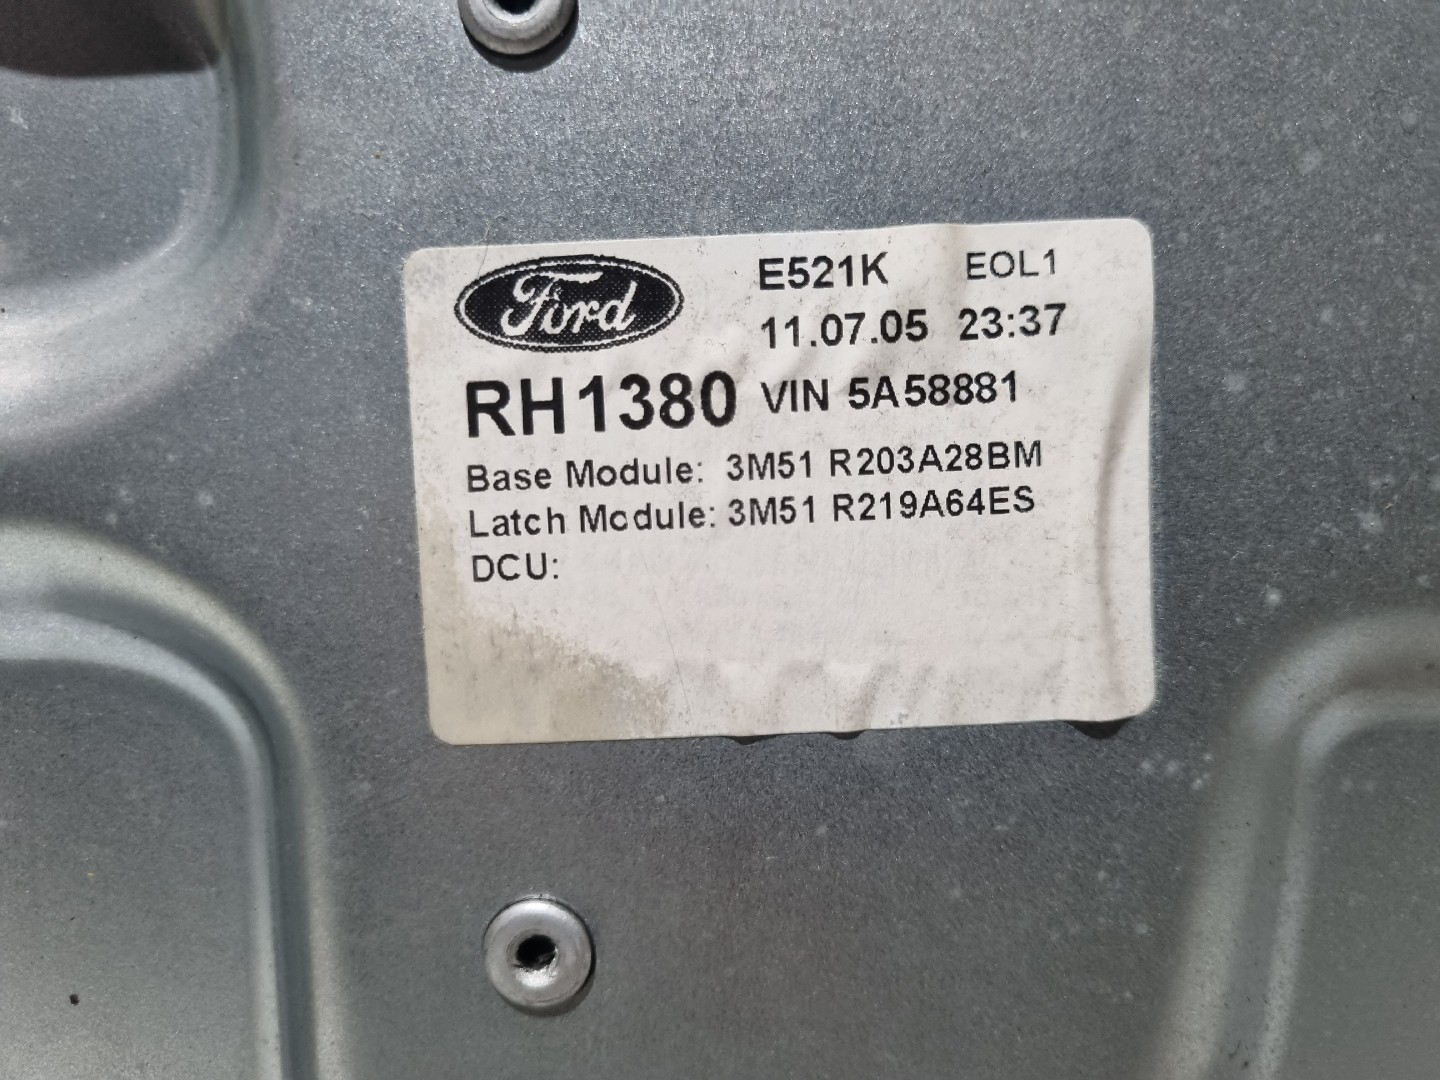 Ford E521K EOL1
11.07.05 23:37
RH1380 VIN 5A58881
Base Module: 3M51 R203A28BM
Latch Module: 3M51 R219A64ES
DCU: